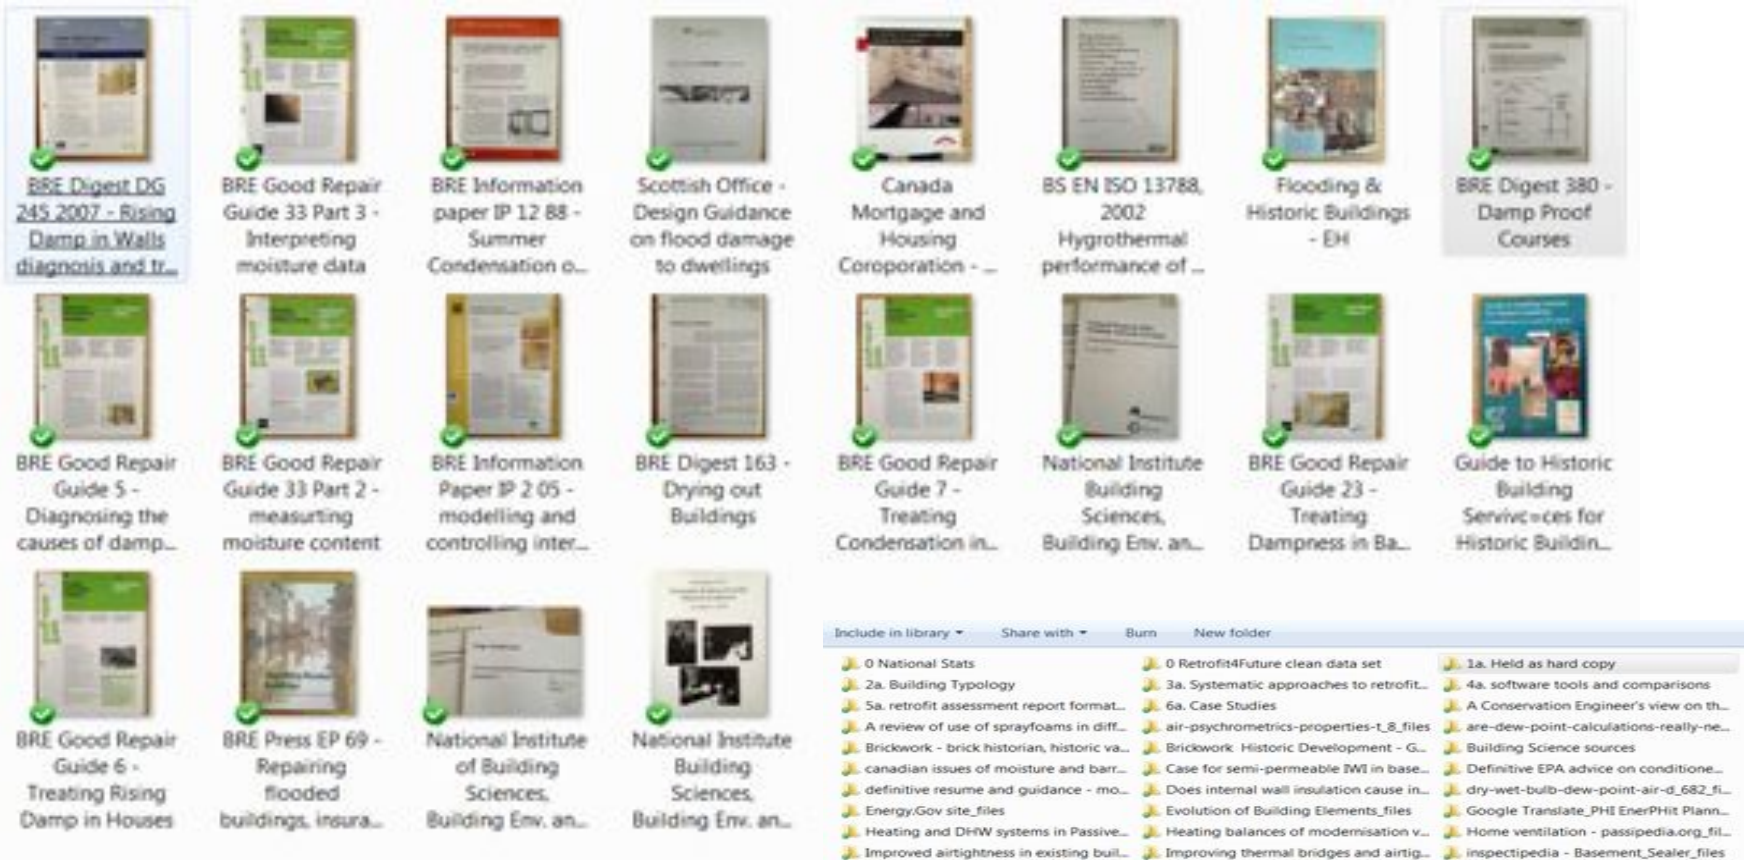 BRE Digest DG
245 2007 - Rising
Damp in Walls
diagnosis and tr...
BRE Good Repair
Guide 33 Part 3 -
Interpreting
moisture data
BRE Information
paper IP 12 88 -
Summer
Condensation o...
Scottish Office -
Design Guidance
on flood damage
to dwellings
Canada
Mortgage and
Housing
Coroporation - ...
BS EN ISO 13788,
2002
Hygrothermal
performance of ...
Flooding &
Historic Buildings
- EH
BRE Digest 380 -
Damp Proof
Courses
BRE Good Repair
Guide 5 -
Diagnosing the
causes of damp...
BRE Good Repair
Guide 33 Part 2 -
measurting
moisture content
BRE Information
Paper IP 2 05 -
modelling and
controlling inter...
BRE Digest 163 -
Drying out
Buildings
BRE Good Repair
Guide 7 -
Treating
Condensation in...
National Institute
Building
Sciences,
Building Env. an...
BRE Good Repair
Guide 23 -
Treating
Dampness in Ba...
Guide to Historic
Building
Servivc=ces for
Historic Buildin...
BRE Good Repair
Guide 6 -
Treating Rising
Damp in Houses
BRE Press EP 69 -
Repairing
flooded
buildings, insura...
National Institute
of Building
Sciences,
Building Env. an...
National Institute
Building
Sciences,
Building Env. an...
Include in library Share with Burn New folder
0 National Stats
0 Retrofit4Future clean data set
1a. Held as hard copy
2a. Building Typology
3a. Systematic approaches to retrofit...
4a. software tools and comparisons
5a. retrofit assessment report format...
6a. Case Studies
A Conservation Engineer's view on th...
A review of use of sprayfoams in diff...
air-psychrometrics-properties-t_8_files
are-dew-point-calculations-really-ne...
Brickwork - brick historian, historic va...
Brickwork Historic Development - G...
Building Science sources
canadian issues of moisture and barr...
Case for semi-permeable IWI in base...
Definitive EPA advice on conditione...
definitive resume and guidance - mo...
Does internal wall insulation cause in...
dry-wet-bulb-dew-point-air-d_682_fi...
Energy.Gov site_files
Evolution of Building Elements_files
Google Translate_PHI EnerPHit Plann...
Heating and DHW systems in Passive...
Heating balances of modernisation v...
Home ventilation - passipedia.org_fil...
Improved airtightness in existing buil...
Improving thermal bridges and airtig...
inspectipedia - Basement_Sealer_files